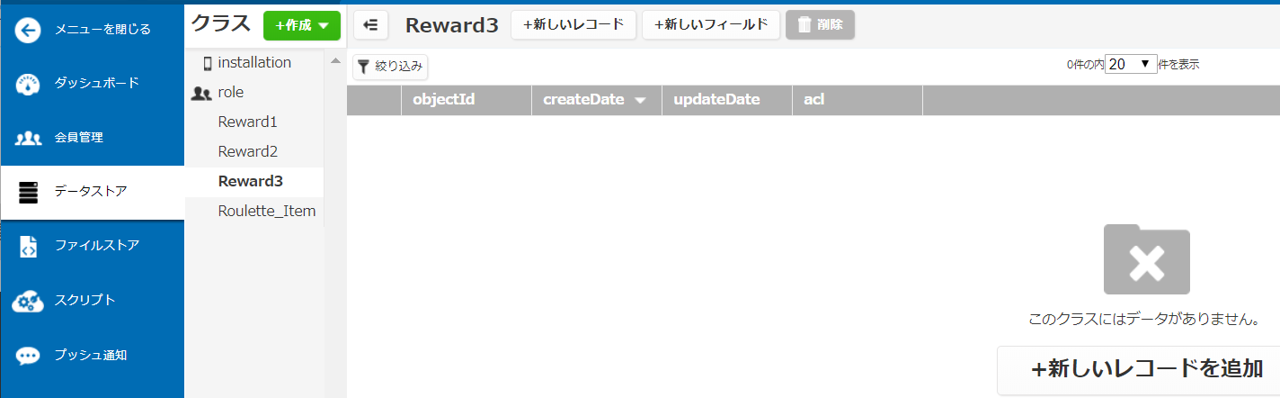 メニューを閉じる
ダッシュボード
会員管理
データストア
ファイルストア
スクリプト
プッシュ通知
クラス
+作成
installation
role
Reward1
Reward2
Reward3
Roulette_Item
Reward3
+新しいレコード
+新しいフィールド
削除
絞り込み
0件の内 20 件を表示
objectId createDate updateDate acl
このクラスにはデータがありません。
+新しいレコードを追加